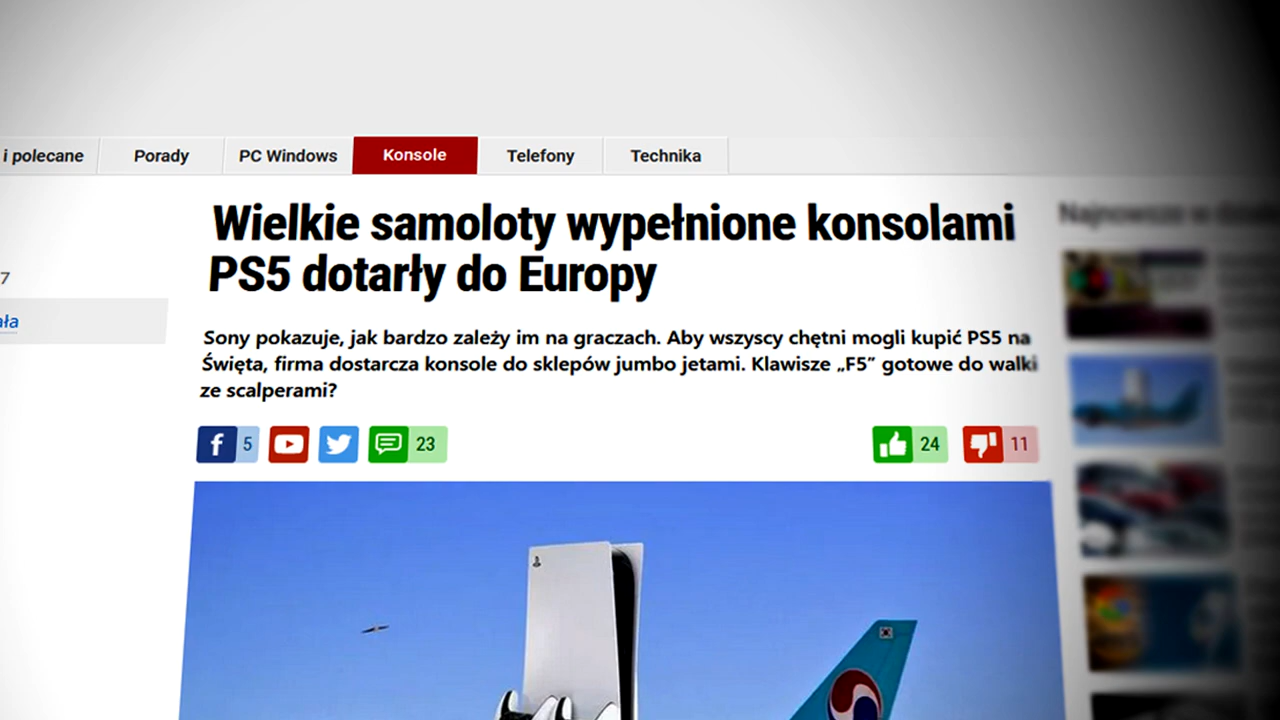 i polecane
Porady
PC Windows
Konsole
Telefony
Technika
Wielkie samoloty wypełnione konsolami
PS5 dotarły do Europy
Najnowsze w
7
ała
Sony pokazuje, jak bardzo zależy im na graczach. Aby wszyscy chętni mogli kupić PS5 na
Święta, firma dostarcza konsole do sklepów jumbo jetami. Klawisze „F5” gotowe do walki
ze scalperami?
5
23
24
11